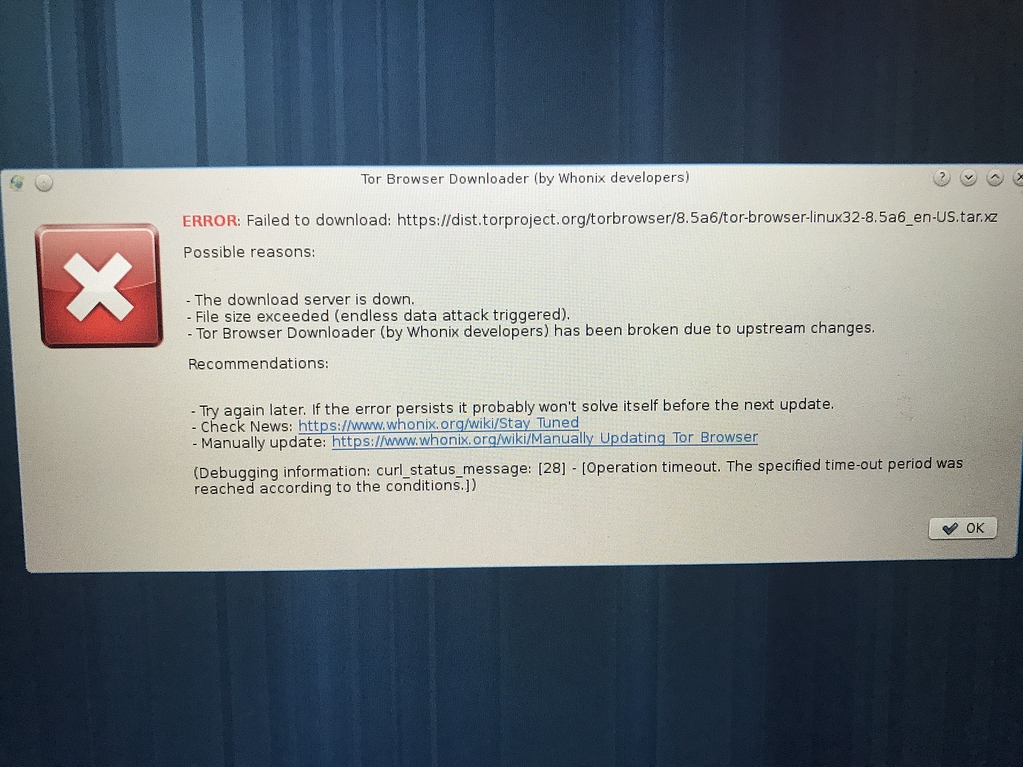 Tor Browser Downloader (by Whonix developers)
ERROR: Failed to download: https://dist.torproject.org/torbrowser/8.5a6/tor-browser-linux32-8.5a6_en-US.tar.xz
Possible reasons:
- The download server is down.
- File size exceeded (endless data attack triggered).
- Tor Browser Downloader (by Whonix developers) has been broken due to upstream changes.
Recommendations:
- Try again later. If the error persists it probably won't solve itself before the next update.
- Check News: https://www.whonix.org/wiki/Stay_Tuned
- Manually update: https://www.whonix.org/wiki/Manually_Updating_Tor_Browser
(Debugging information: curl_status_message: [28] - [Operation timeout. The specified time-out period was
reached according to the conditions.])
OK